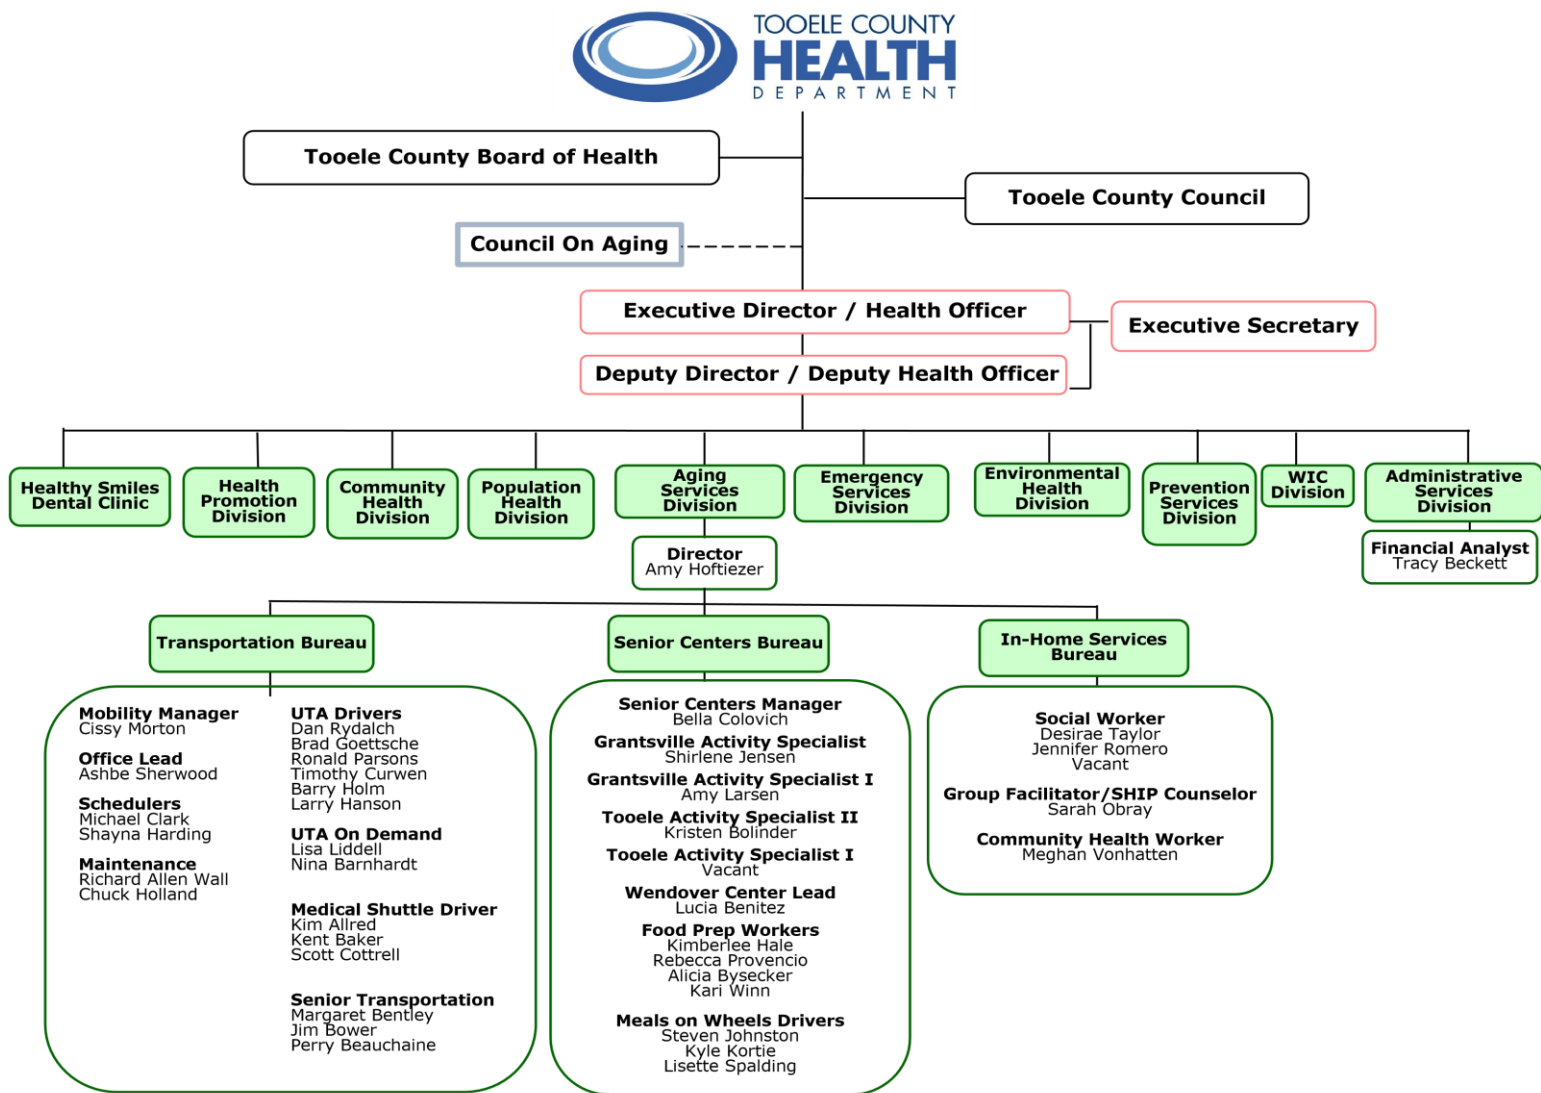 TOOELE COUNTY
HEALTH
DEPARTMENT
Tooele County Board of Health
Tooele County Council
Council On Aging
Executive Director / Health Officer
Executive Secretary
Deputy Director / Deputy Health Officer
Healthy Smiles
Dental Clinic
Health
Promotion
Division
Community
Health
Division
Population
Health
Division
Aging
Services
Division
Emergency
Services
Division
Environmental
Health
Division
Prevention
Services
Division
WIC
Division
Administrative
Services
Division
Director
Amy Hoftiezer
Financial Analyst
Tracy Beckett
Transportation Bureau
Senior Centers Bureau
In-Home Services
Bureau
Mobility Manager
Cissy Morton
Office Lead
Ashbe Sherwood
Schedulers
Michael Clark
Shayna Harding
Maintenance
Richard Allen Wall
Chuck Holland
UTA Drivers
Dan Rydalch
Brad Goettsche
Ronald Parsons
Timothy Curwen
Barry Holm
Larry Hanson
UTA On Demand
Lisa Liddell
Nina Barnhardt
Medical Shuttle Driver
Kim Allred
Kent Baker
Scott Cottrell
Senior Transportation
Margaret Bentley
Jim Bower
Perry Beauchaine
Senior Centers Manager
Bella Colovich
Grantsville Activity Specialist
Shirlene Jensen
Grantsville Activity Specialist I
Amy Larsen
Tooele Activity Specialist II
Kristen Bolinder
Tooele Activity Specialist I
Vacant
Wendover Center Lead
Lucia Benitez
Food Prep Workers
Kimberlee Hale
Rebecca Provencio
Alicia Bysecker
Kari Winn
Meals on Wheels Drivers
Steven Johnston
Kyle Kortie
Lisette Spalding
Social Worker
Desirae Taylor
Jennifer Romero
Vacant
Group Facilitator/SHIP Counselor
Sarah Obray
Community Health Worker
Meghan Vonhatten